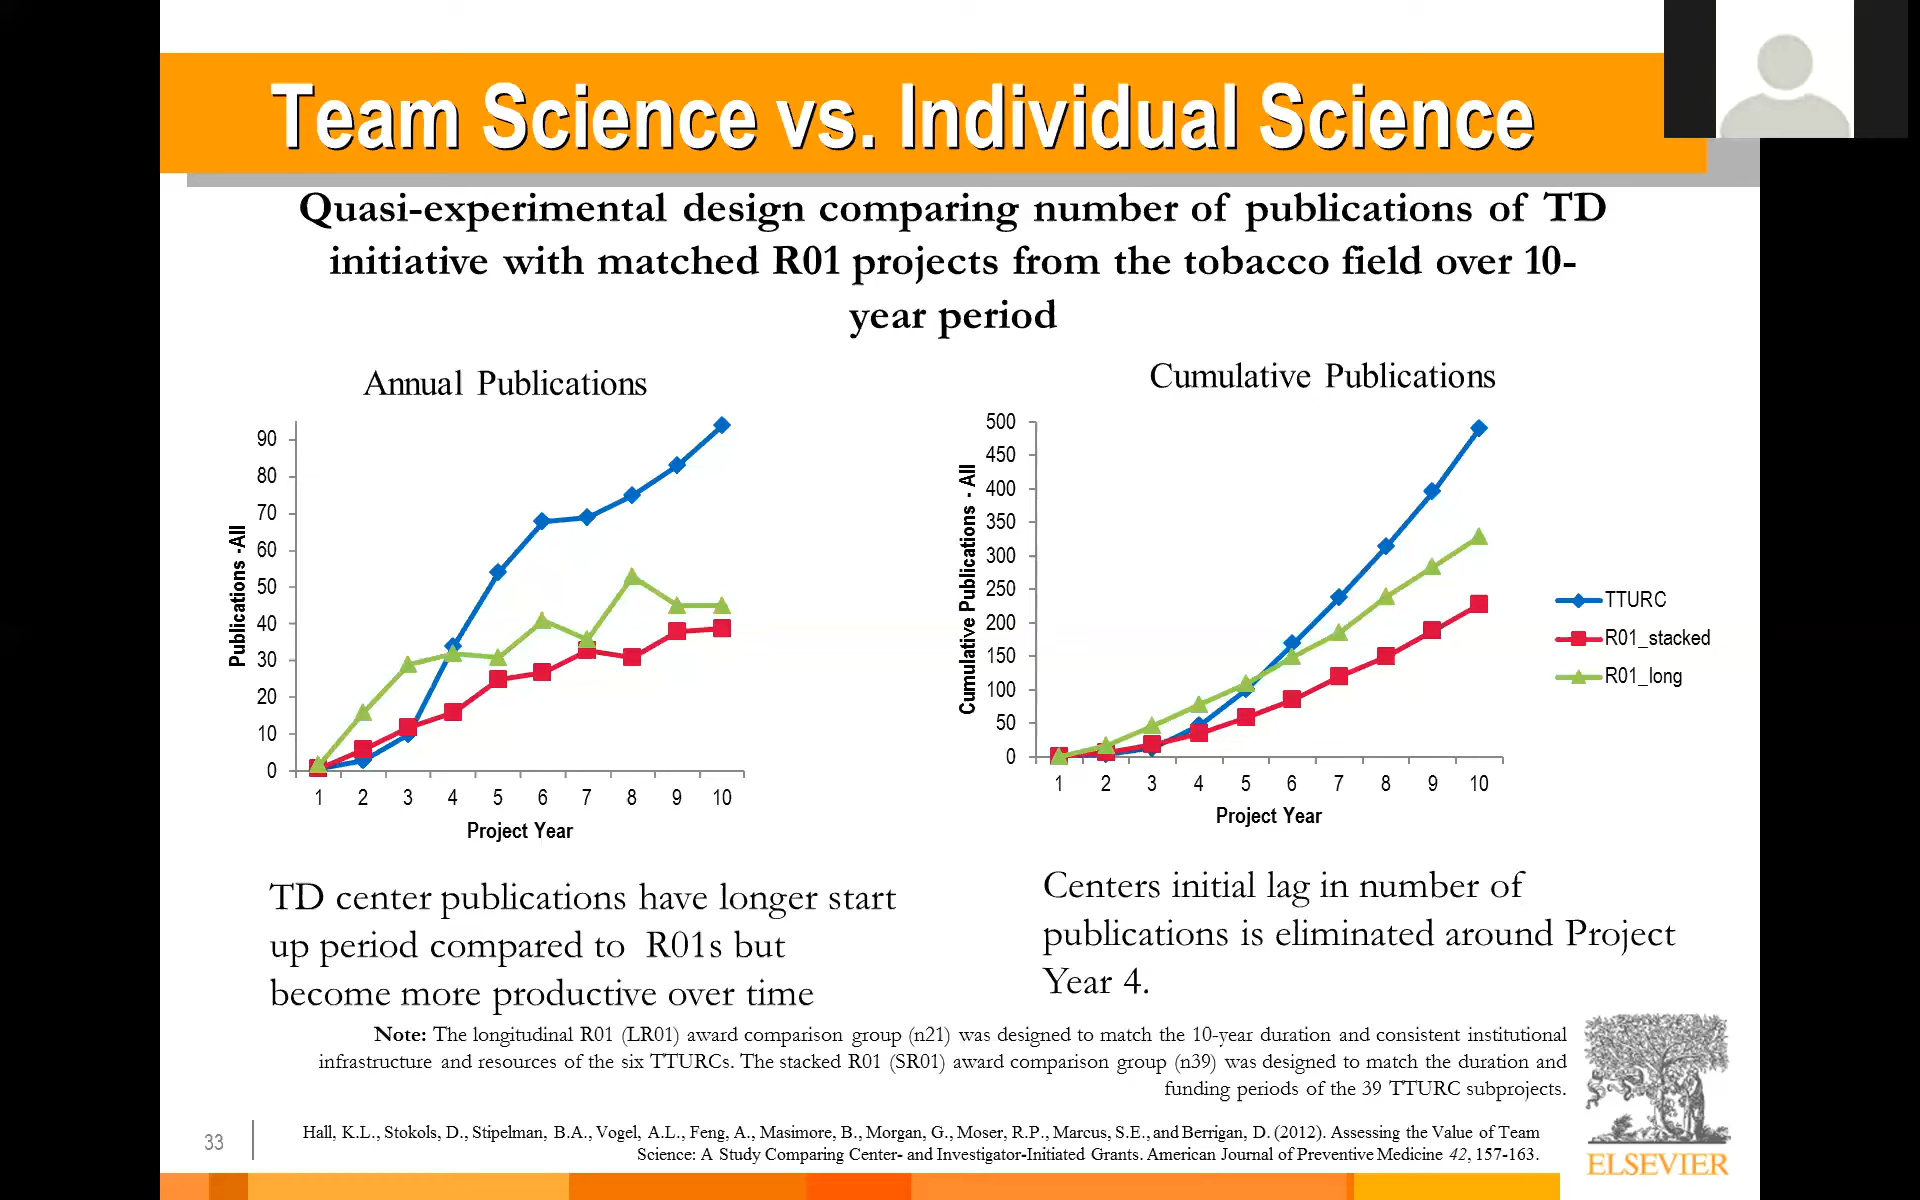 Team Science vs. Individual Science
Quasi-experimental design comparing number of publications of TD
initiative with matched R01 projects from the tobacco field over 10-
year period
Annual Publications
Publications -All
90
80
70
60
50
40
30
20
10
0
1 2 3 4 5 6 7 8 9 10
Project Year
Cumulative Publications
Cumulative Publications - All
500
450
400
350
300
250
200
150
100
50
0
1 2 3 4 5 6 7 8 9 10
Project Year
TTURC
R01_stacked
R01_long
TD center publications have longer start
up period compared to R01s but
become more productive over time
Centers initial lag in number of
publications is eliminated around Project
Year 4.
Note: The longitudinal R01 (LR01) award comparison group (n21) was designed to match the 10-year duration and consistent institutional
infrastructure and resources of the six TTURCs. The stacked R01 (SR01) award comparison group (n39) was designed to match the duration and
funding periods of the 39 TTURC subprojects.
33
Hall, K.L., Stokols, D., Stipelman, B.A., Vogel, A.L., Feng, A., Masimore, B., Morgan, G., Moser, R.P., Marcus, S.E., and Berrigan, D. (2012). Assessing the Value of Team
Science: A Study Comparing Center- and Investigator-Initiated Grants. American Journal of Preventive Medicine 42, 157-163.
ELSEVIER